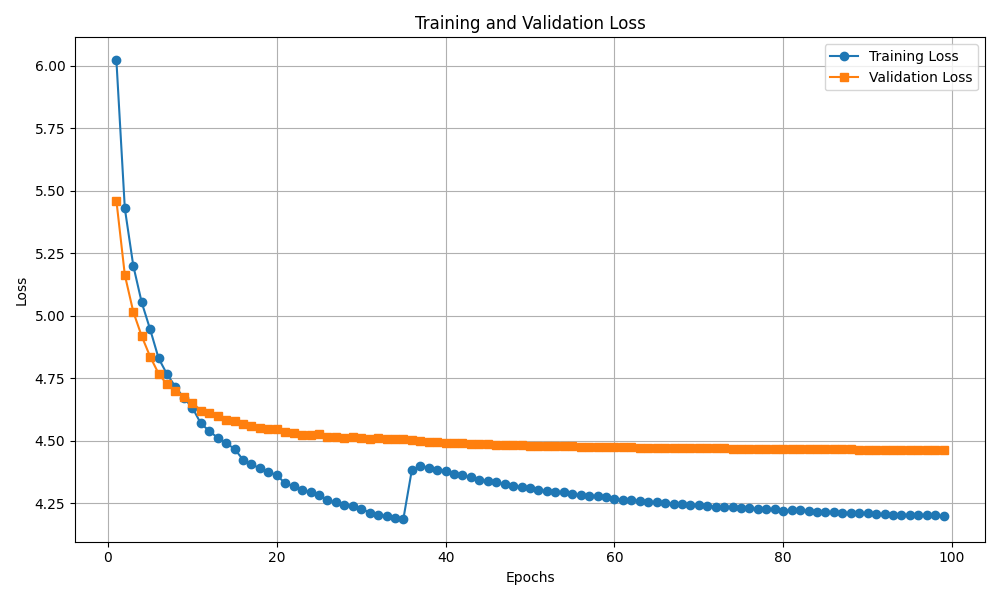 Training and Validation Loss
Training Loss
Validation Loss
6.00
5.75
5.50
5.25
5.00
4.75
4.50
4.25
Loss
0 20 40 60 80 100
Epochs